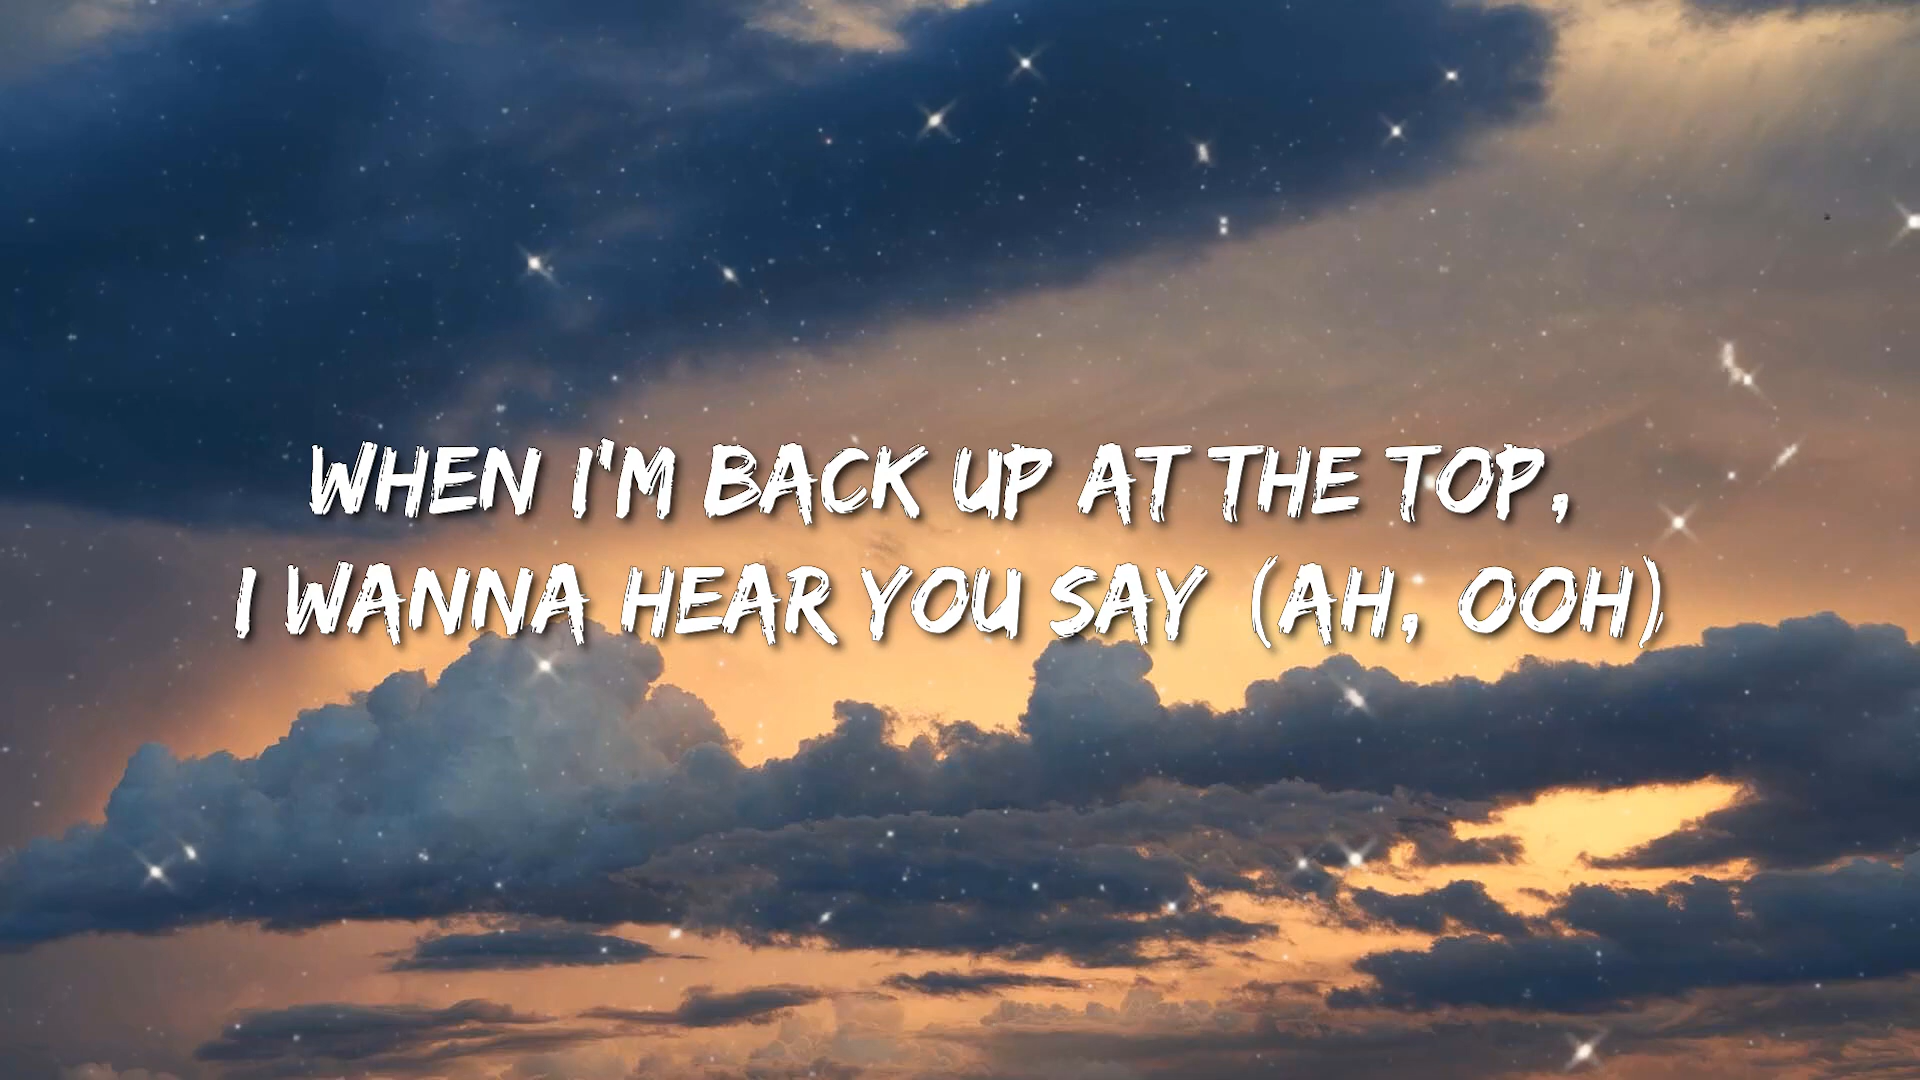 WHEN I'M BACK UP AT THE TOP,
I WANNA HEAR YOU SAY (AH, OOH)